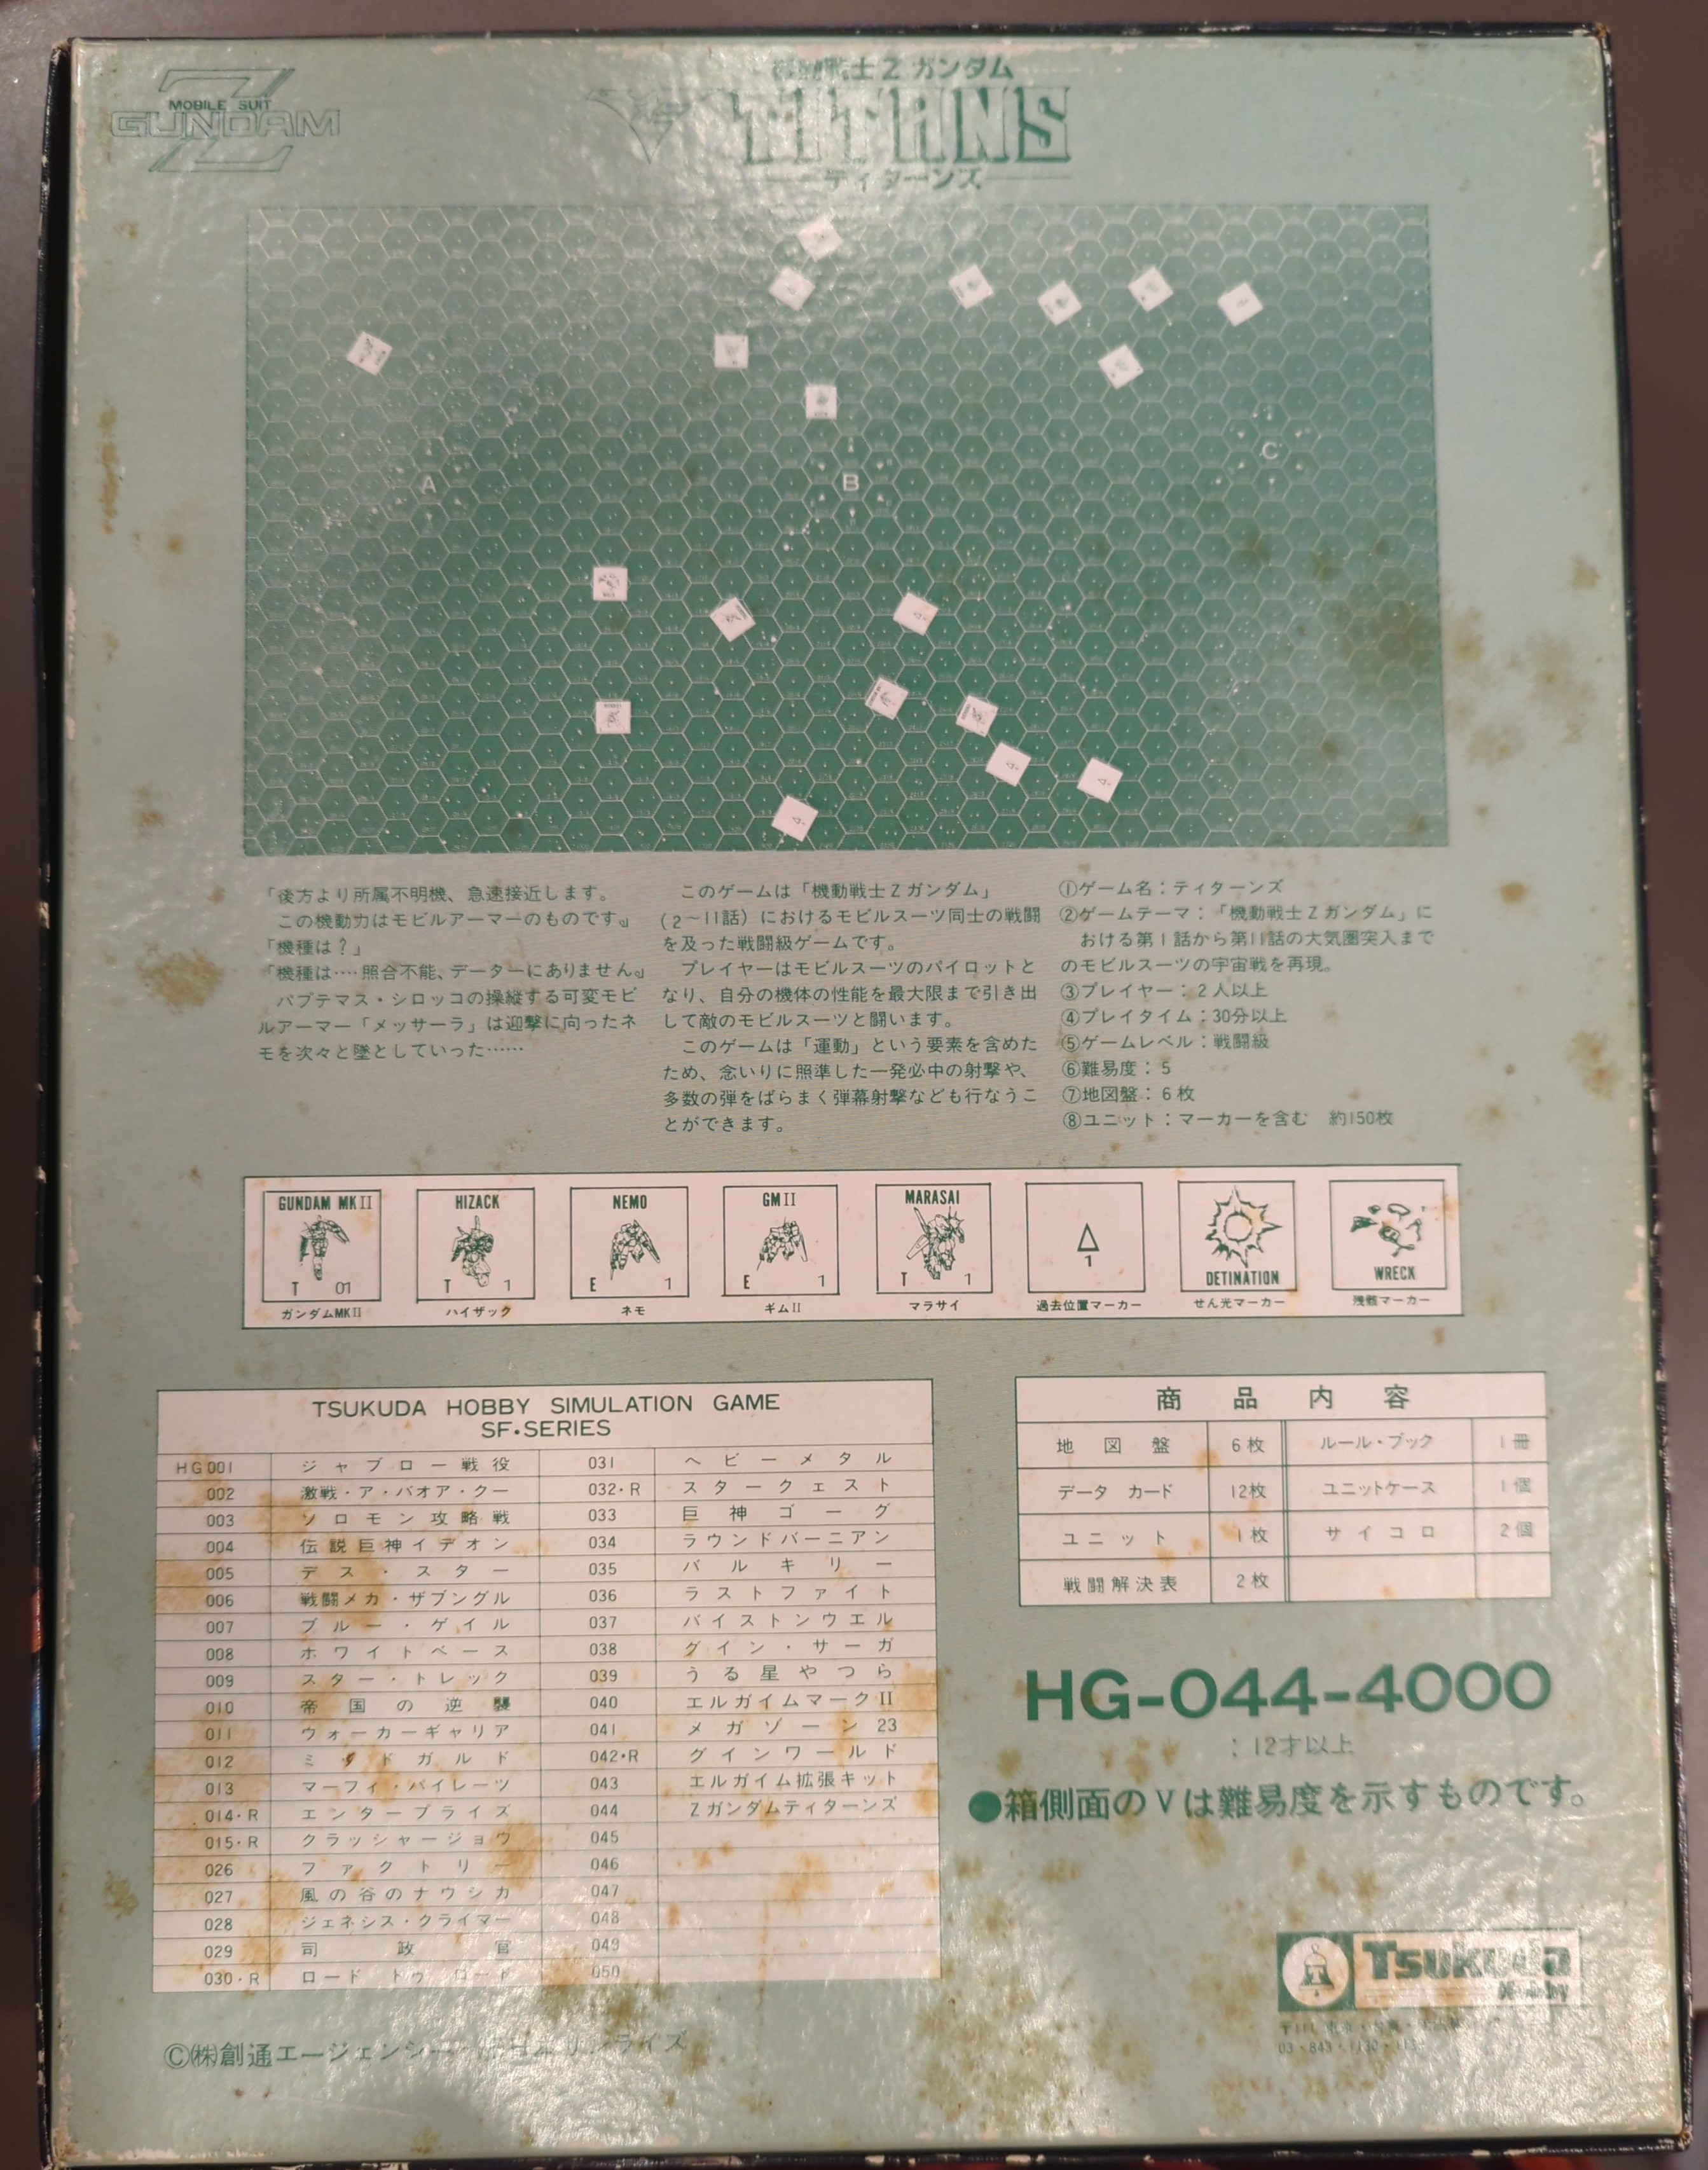 MOBILE SUIT
Z GUNDAM
機動戦士Zガンダム
TITANS
ティターンズ
A
B
C
「後方より所属不明機、急速接近します。
この機動力はモビルアーマーのものです。」
「機種は?」
「機種は‥‥照合不能、データーにありません。」
パプテマス・シロッコの操縦する可変モビ
ルアーマー「メッサーラ」は迎撃に向ったネ
モを次々と墜としていった……
このゲームは「機動戦士Zガンダム」
(2〜11話)におけるモビルスーツ同士の戦闘
を及った戦闘級ゲームです。
プレイヤーはモビルスーツのパイロットと
なり、自分の機体の性能を最大限まで引き出
して敵のモビルスーツと闘います。
このゲームは「運動」という要素を含めた
ため、念いりに照準した一発必中の射撃や、
多数の弾をばらまく弾幕射撃なども行なうこ
とができます。
①ゲーム名:ティターンズ
②ゲームテーマ:「機動戦士Zガンダム」に
おける第1話から第11話の大気圏突入まで
のモビルスーツの宇宙戦を再現。
③プレイヤー:2人以上
④プレイタイム:30分以上
⑤ゲームレベル:戦闘級
⑥難易度:5
⑦地図盤:6枚
⑧ユニット:マーカーを含む 約150枚
GUNDAM MKII
T 01
ガンダムMKII
HIZACK
T 1
ハイザック
NEMO
E 1
ネモ
GMII
E 1
ギムII
MARASAI
T 1
マラサイ
△
1
過去位置マーカー
DETINATION
せん光マーカー
WRECK
残骸マーカー
TSUKUDA HOBBY SIMULATION GAME
SF・SERIES
HG001 ジャブロー戦役 031 ヘビーメタル
002 激戦・ア・バオア・クー 032・R スタークエスト
003 ソロモン攻略戦 033 巨神ゴーグ
004 伝説巨神イデオン 034 ラウンドバーニアン
005 デス・スター 035 バルキリー
006 戦闘メカ・ザブングル 036 ラストファイト
007 ブルー・ゲイル 037 バイストンウエル
008 ホワイトベース 038 グイン・サーガ
009 スター・トレック 039 うる星やつら
010 帝国の逆襲 040 エルガイムマークII
011 ウォーカーギャリア 041 メガゾーン23
012 ミッドガルド 042・R グインワールド
013 マーフィ・パイレーツ 043 エルガイム拡張キット
014・R エンタープライズ 044 Zガンダムティターンズ
015・R クラッシャージョウ 045
026 ファクトリー 046
027 風の谷のナウシカ 047
028 ジェネシス・クライマー 048
029 司政官 049
030・R ロード トゥ ロード 050
商品内容
地図盤 6枚 ルール・ブック 1冊
データ カード 12枚 ユニットケース 1個
ユニット 1枚 サイコロ 2個
戦闘解決表 2枚
HG-044-4000
:12才以上
●箱側面のVは難易度を示すものです。
Tsukuda
Hobby
©(株)創通エージェンシー